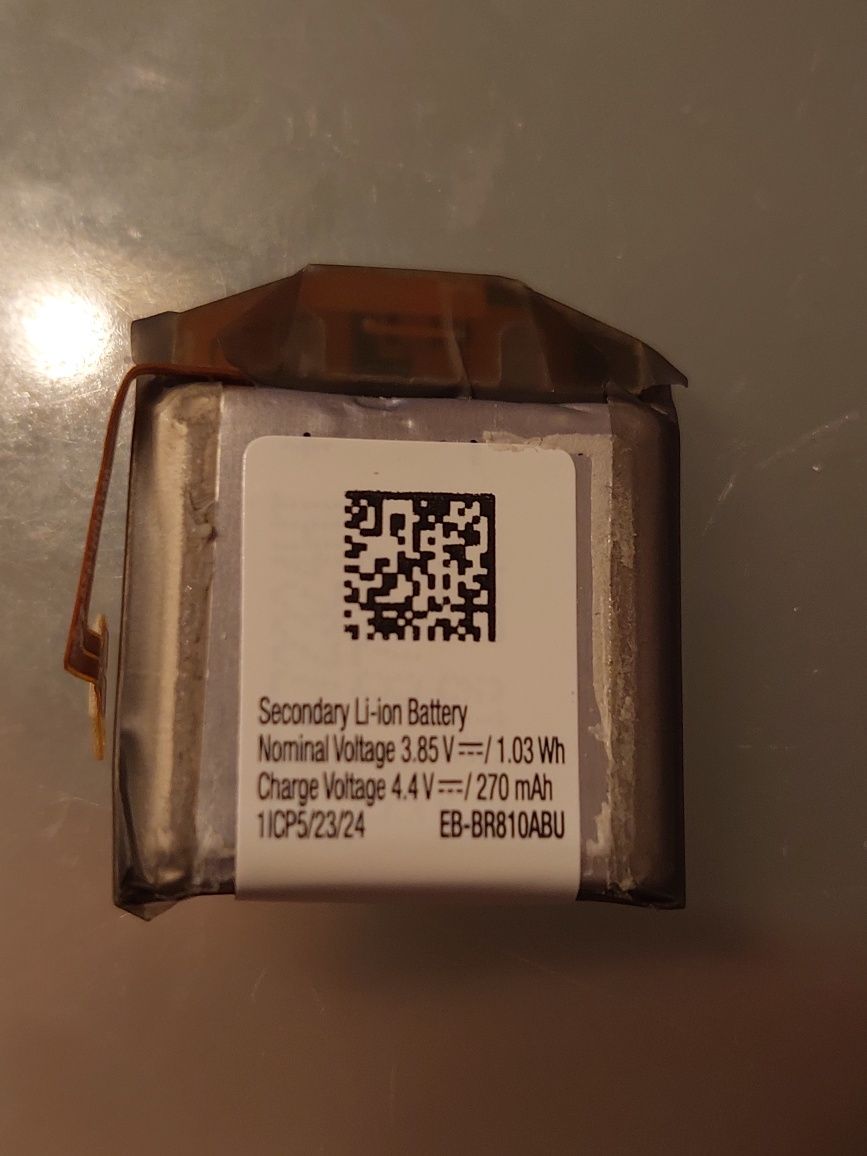 Secondary Li-ion Battery
Nominal Voltage 3.85 V ⎓ / 1.03 Wh
Charge Voltage 4.4 V ⎓ / 270 mAh
1ICP5/23/24 EB-BR810ABU